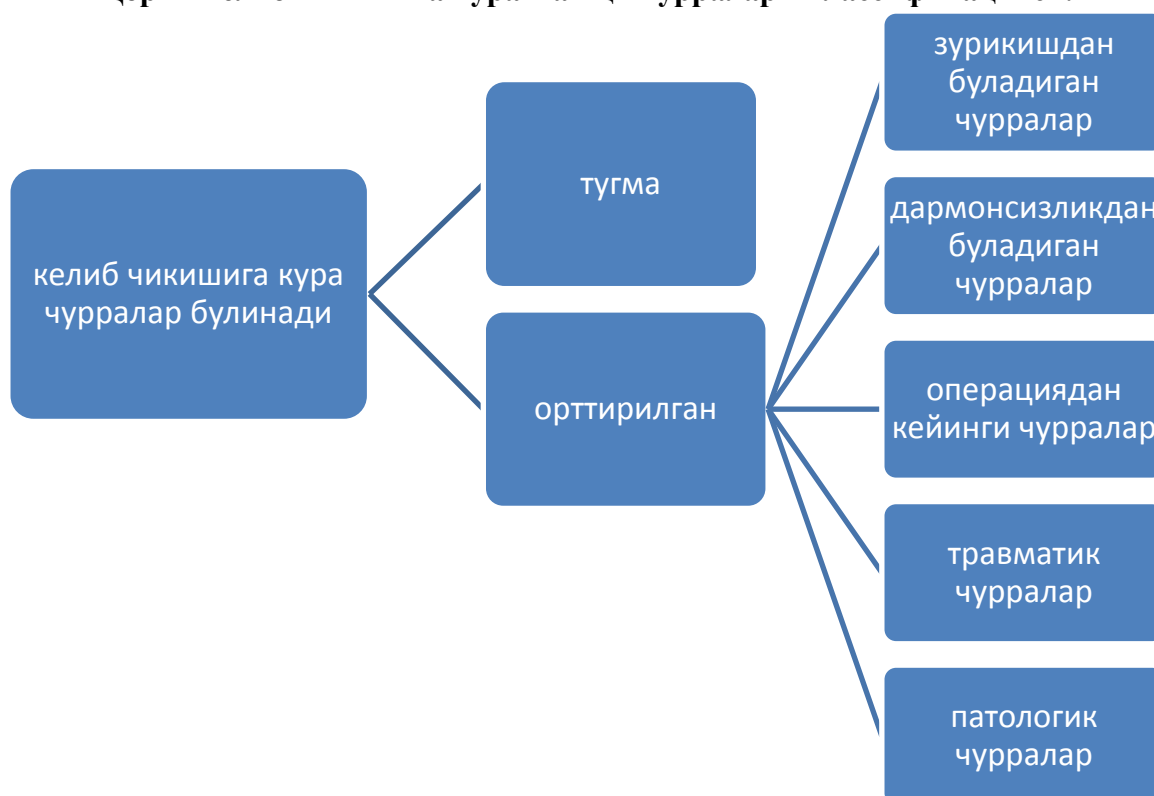 келиб чикишига кура
чурралар булинади
тугма
орттирилган
зурикишдан
буладиган
чурралар
дармонсизликдан
буладиган
чурралар
операциядан
кейинги чурралар
травматик
чурралар
патологик
чурралар